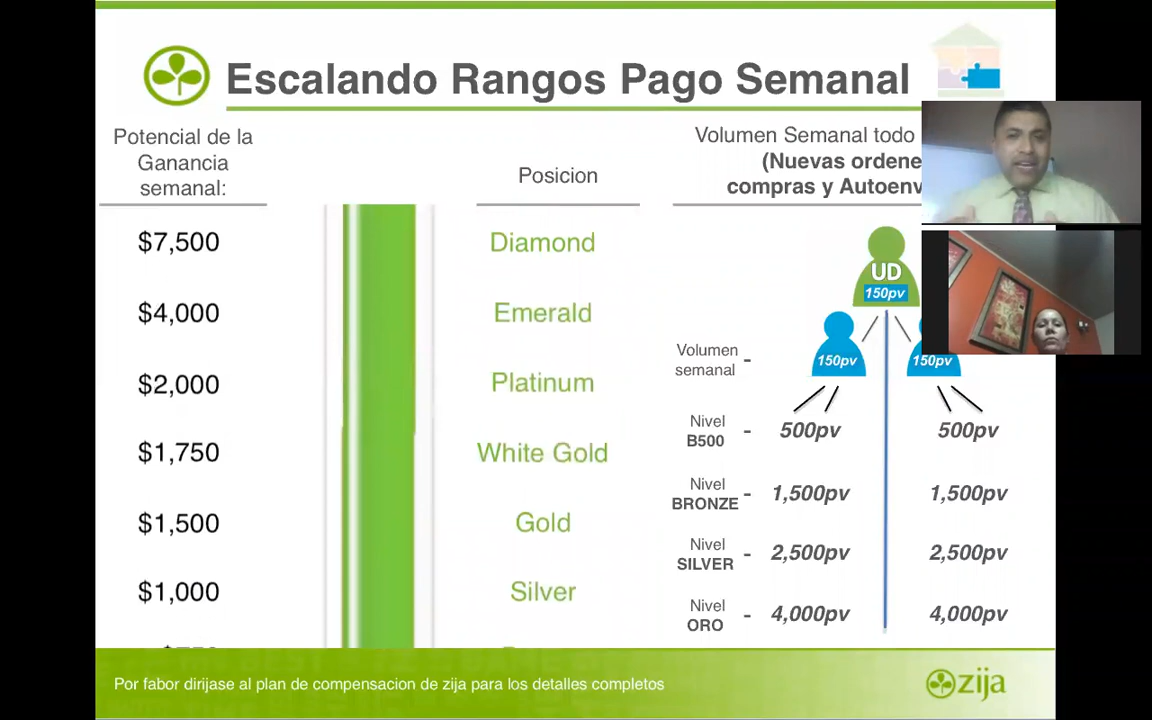 Escalando Rangos Pago Semanal
Potencial de la
Ganancia
semanal:
Posicion
Volumen Semanal todo
(Nuevas ordene
compras y Autoenv
$7,500
Diamond
$4,000
Emerald
$2,000
Platinum
$1,750
White Gold
$1,500
Gold
$1,000
Silver
UD
150pv
150pv
150pv
Volumen
semanal -
Nivel
B500 - 500pv 500pv
Nivel
BRONZE - 1,500pv 1,500pv
Nivel
SILVER - 2,500pv 2,500pv
Nivel
ORO - 4,000pv 4,000pv
Por fabor dirijase al plan de compensacion de zija para los detalles completos
zija